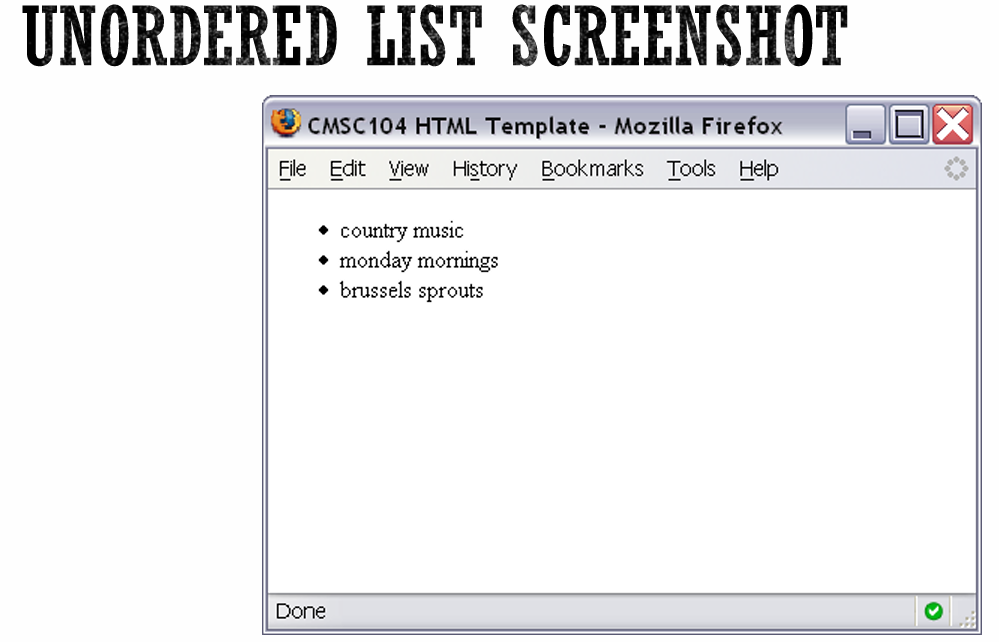 UNORDERED LIST SCREENSHOT
CMSC104 HTML Template - Mozilla Firefox
File Edit View History Bookmarks Tools Help
country music
monday mornings
brussels sprouts
Done